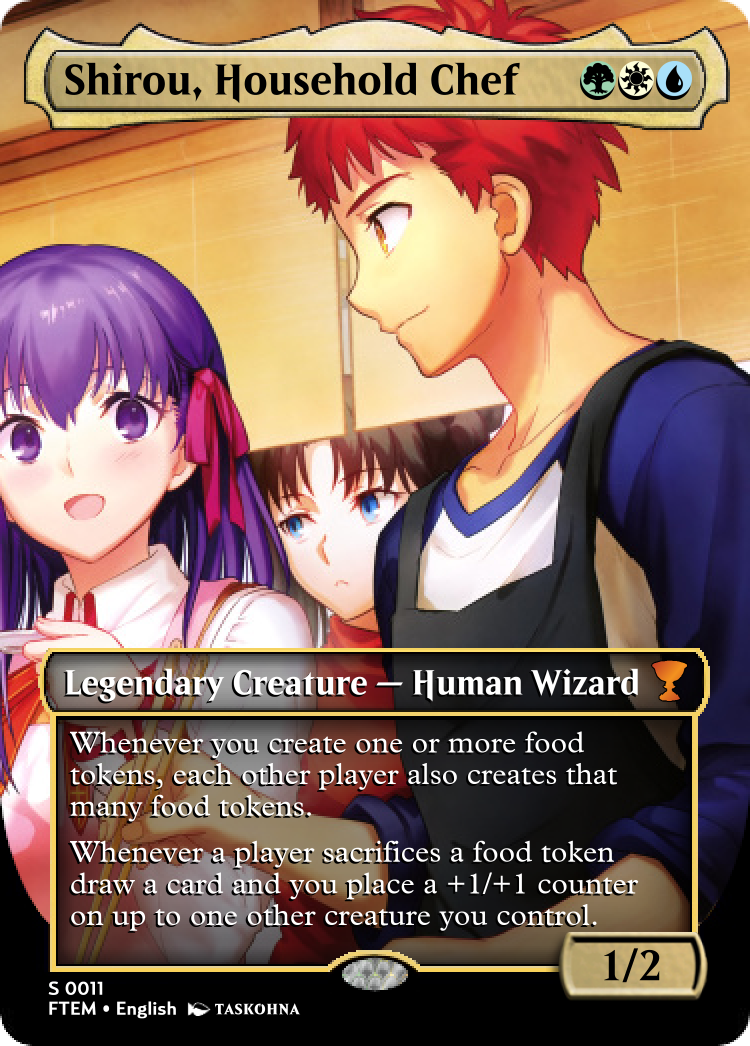 Shirou, Household Chef
Legendary Creature — Human Wizard
Whenever you create one or more food
tokens, each other player also creates that
many food tokens.
Whenever a player sacrifices a food token
draw a card and you place a +1/+1 counter
on up to one other creature you control.
1/2
S 0011
FTEM • English TASKOHNA